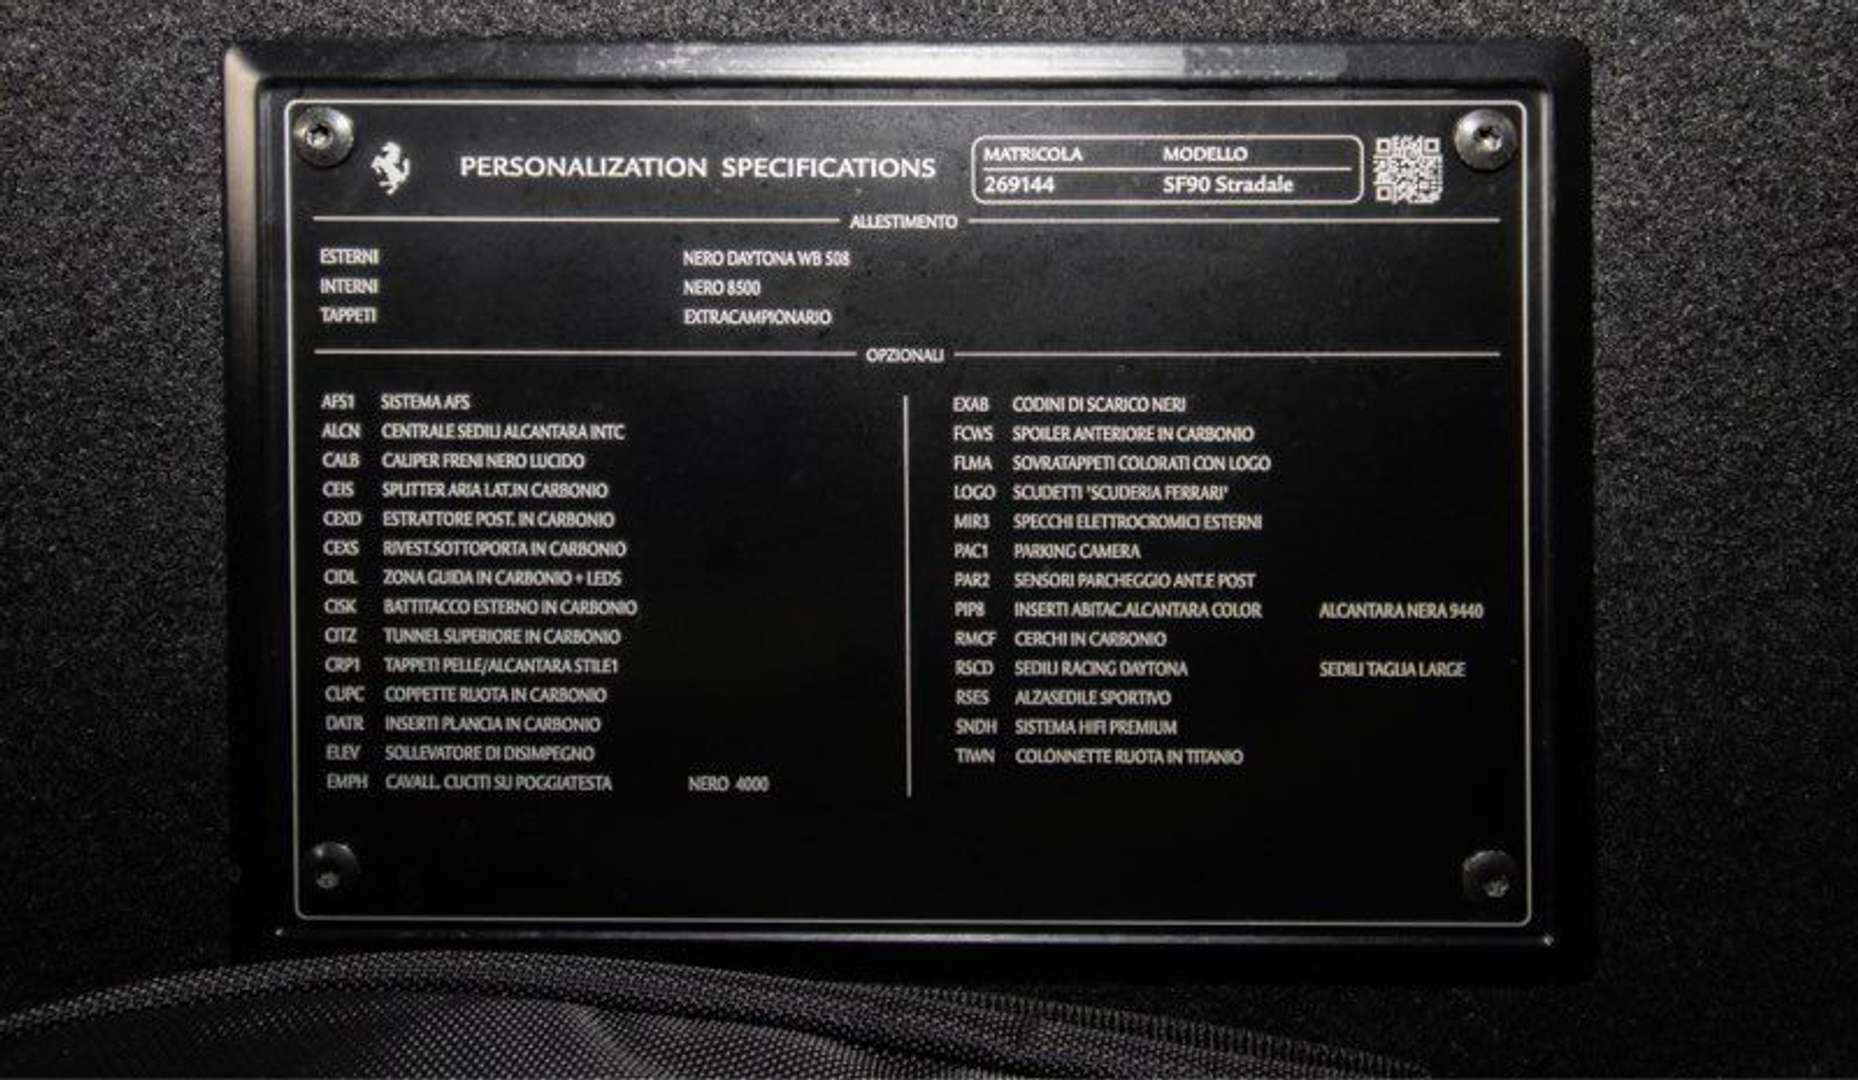 PERSONALIZATION SPECIFICATIONS
MATRICOLA MODELLO
269144 SF90 Stradale
ALLESTIMENTO
ESTERNI NERO DAYTONA WB 508
INTERNI NERO 8500
TAPPETI EXTRACAMPIONARIO
OPZIONALI
AFS1 SISTEMA AFS
ALCN CENTRALE SEDILI ALCANTARA INTC
CALB CALIPER FRENI NERO LUCIDO
CEIS SPLITTER ARIA LAT.IN CARBONIO
CEXD ESTRATTORE POST. IN CARBONIO
CEXS RIVEST.SOTTOPORTA IN CARBONIO
CIDL ZONA GUIDA IN CARBONIO + LEDS
CISK BATTITACCO ESTERNO IN CARBONIO
CITZ TUNNEL SUPERIORE IN CARBONIO
CRP1 TAPPETI PELLE/ALCANTARA STILE1
CUPC COPPETTE RUOTA IN CARBONIO
DATR INSERTI PLANCIA IN CARBONIO
ELEV SOLLEVATORE DI DISIMPEGNO
EMPH CAVALL. CUCITI SU POGGIATESTA NERO 4000
EXAB CODINI DI SCARICO NERI
FCWS SPOILER ANTERIORE IN CARBONIO
FLMA SOVRATAPPETI COLORATI CON LOGO
LOGO SCUDETTI "SCUDERIA FERRARI"
MIR3 SPECCHI ELETTROCROMICI ESTERNI
PAC1 PARKING CAMERA
PAR2 SENSORI PARCHEGGIO ANT.E POST
PIP8 INSERTI ABITAC.ALCANTARA COLOR ALCANTARA NERA 9440
RMCF CERCHI IN CARBONIO
RSCD SEDILI RACING DAYTONA SEDILI TAGLIA LARGE
RSES ALZASEDILE SPORTIVO
SNDH SISTEMA HIFI PREMIUM
TIWN COLONNETTE RUOTA IN TITANIO